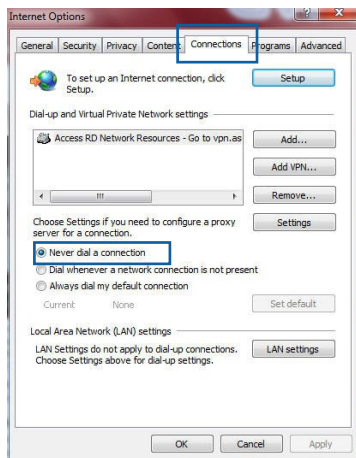 Internet Options
General Security Privacy Content Connections Programs Advanced
To set up an Internet connection, click
Setup.
Setup
Dial-up and Virtual Private Network settings
Access RD Network Resources - Go to vpn.as
Add...
Add VPN...
Remove...
Choose Settings if you need to configure a proxy
server for a connection.
Settings
Never dial a connection
Dial whenever a network connection is not present
Always dial my default connection
Current None
Set default
Local Area Network (LAN) settings
LAN Settings do not apply to dial-up connections.
Choose Settings above for dial-up settings.
LAN settings
OK Cancel Apply